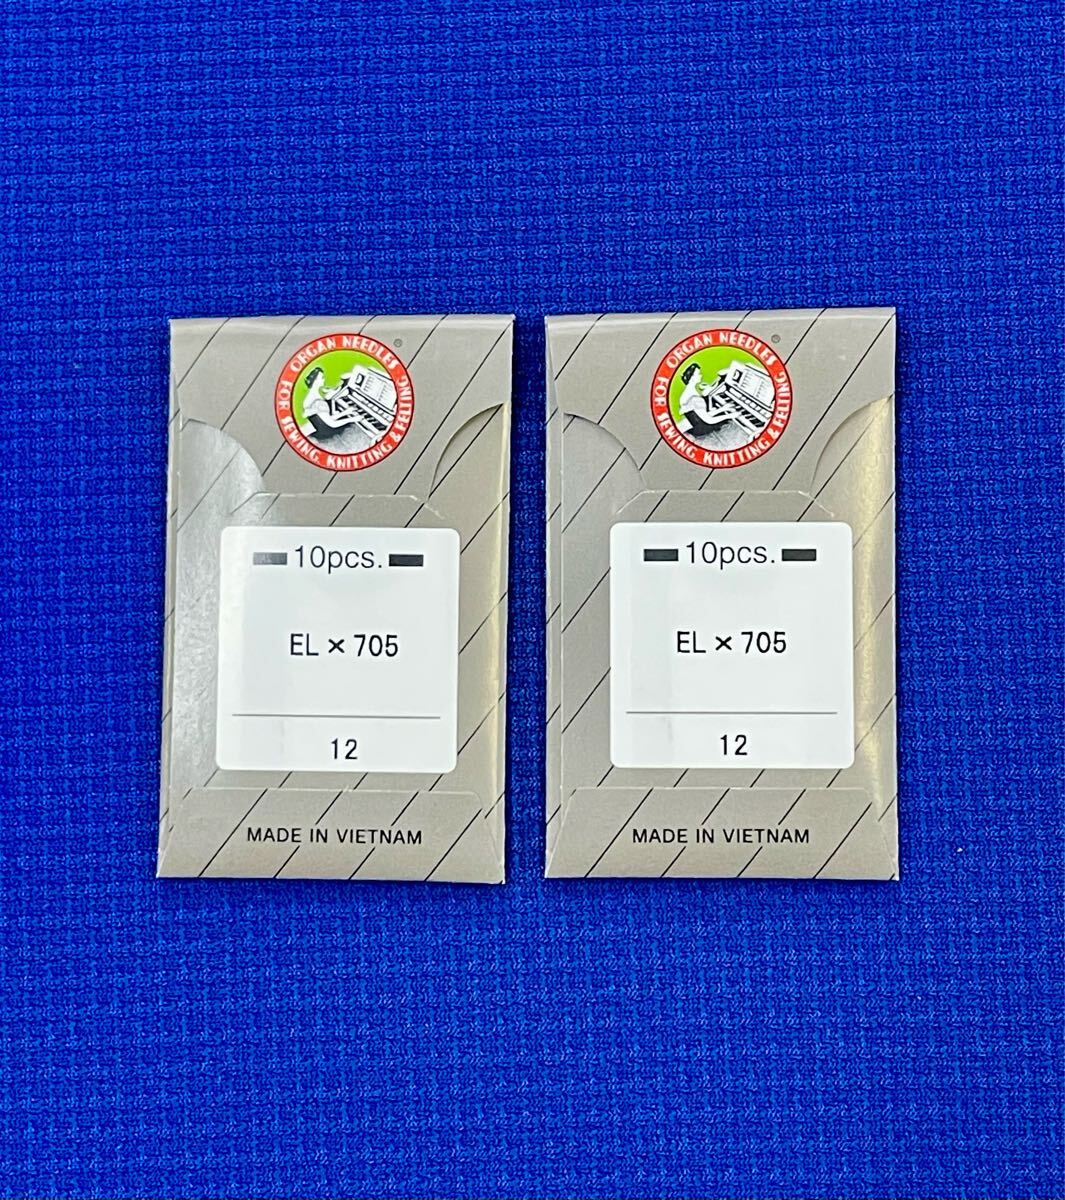 ORGAN NEEDLES
®
FOR SEWING, KNITTING & FELTING
10pcs.
EL × 705
12
MADE IN VIETNAM
ORGAN NEEDLES
®
FOR SEWING, KNITTING & FELTING
10pcs.
EL × 705
12
MADE IN VIETNAM